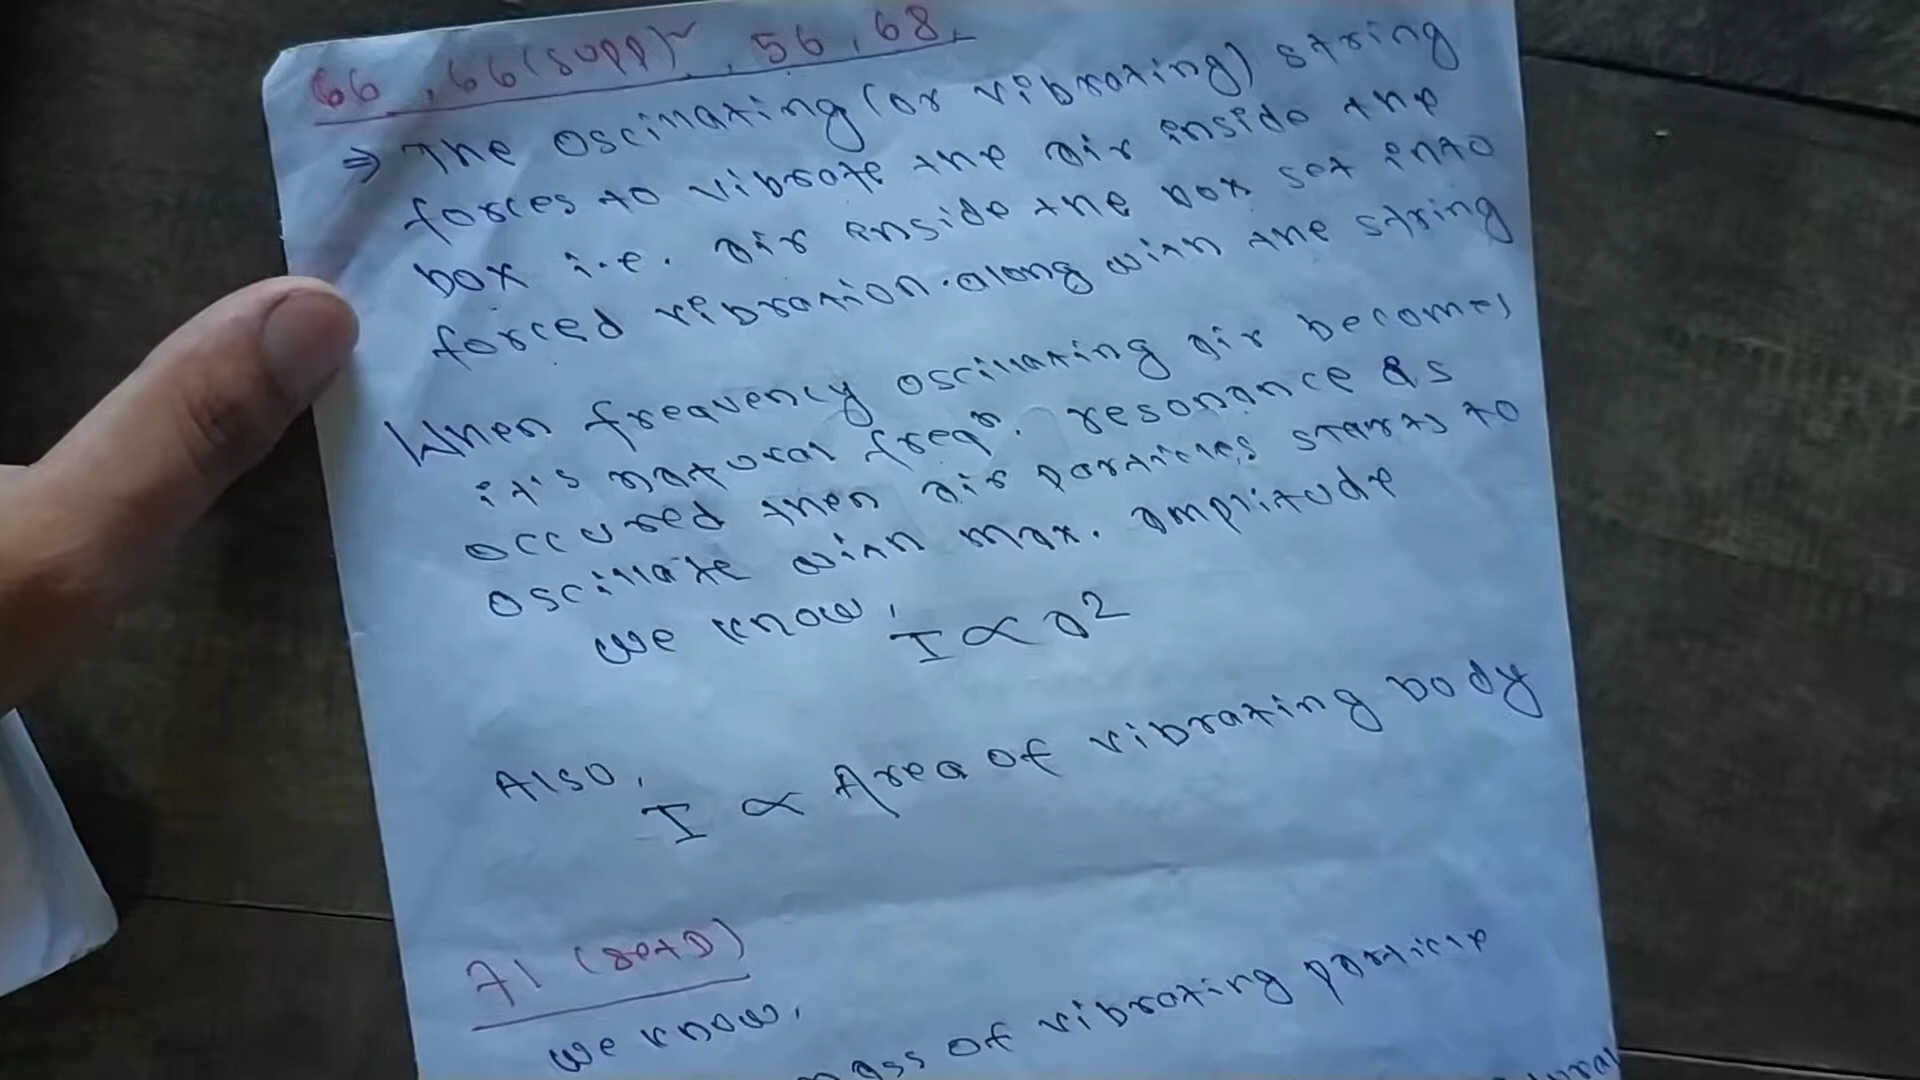 66, 66(supp), 56, 68,
⇒ The oscillating (or vibrating) string
forces to vibrate the air inside the
box i.e. air inside the box set into
forced vibration. along with the string
When frequency oscillating air becomes
it's natural freqn. resonance is
occured then air particles starts to
oscillate with max. amplitude
we know,
I ∝ a²
Also,
I ∝ Area of vibrating body
71 (set D)
we know,
mass of vibrating particle